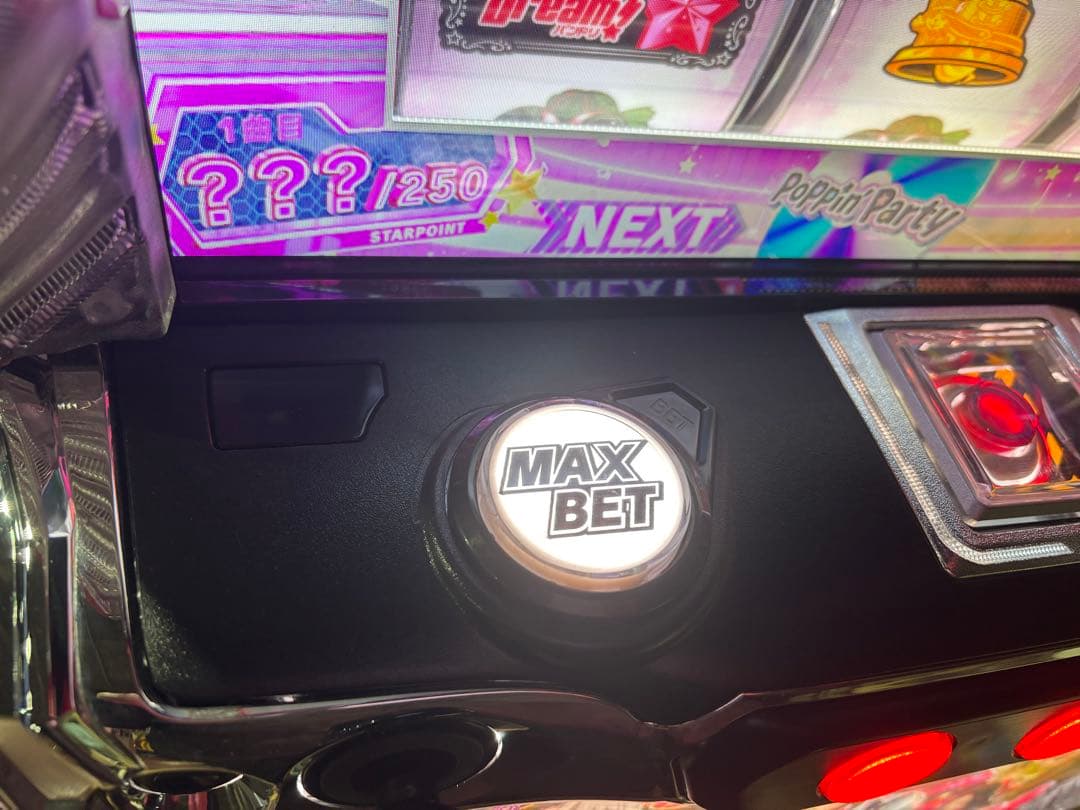 Dream!
1曲目
???/250
STARPOINT
NEXT
Poppin'Party
BET
MAX
BET